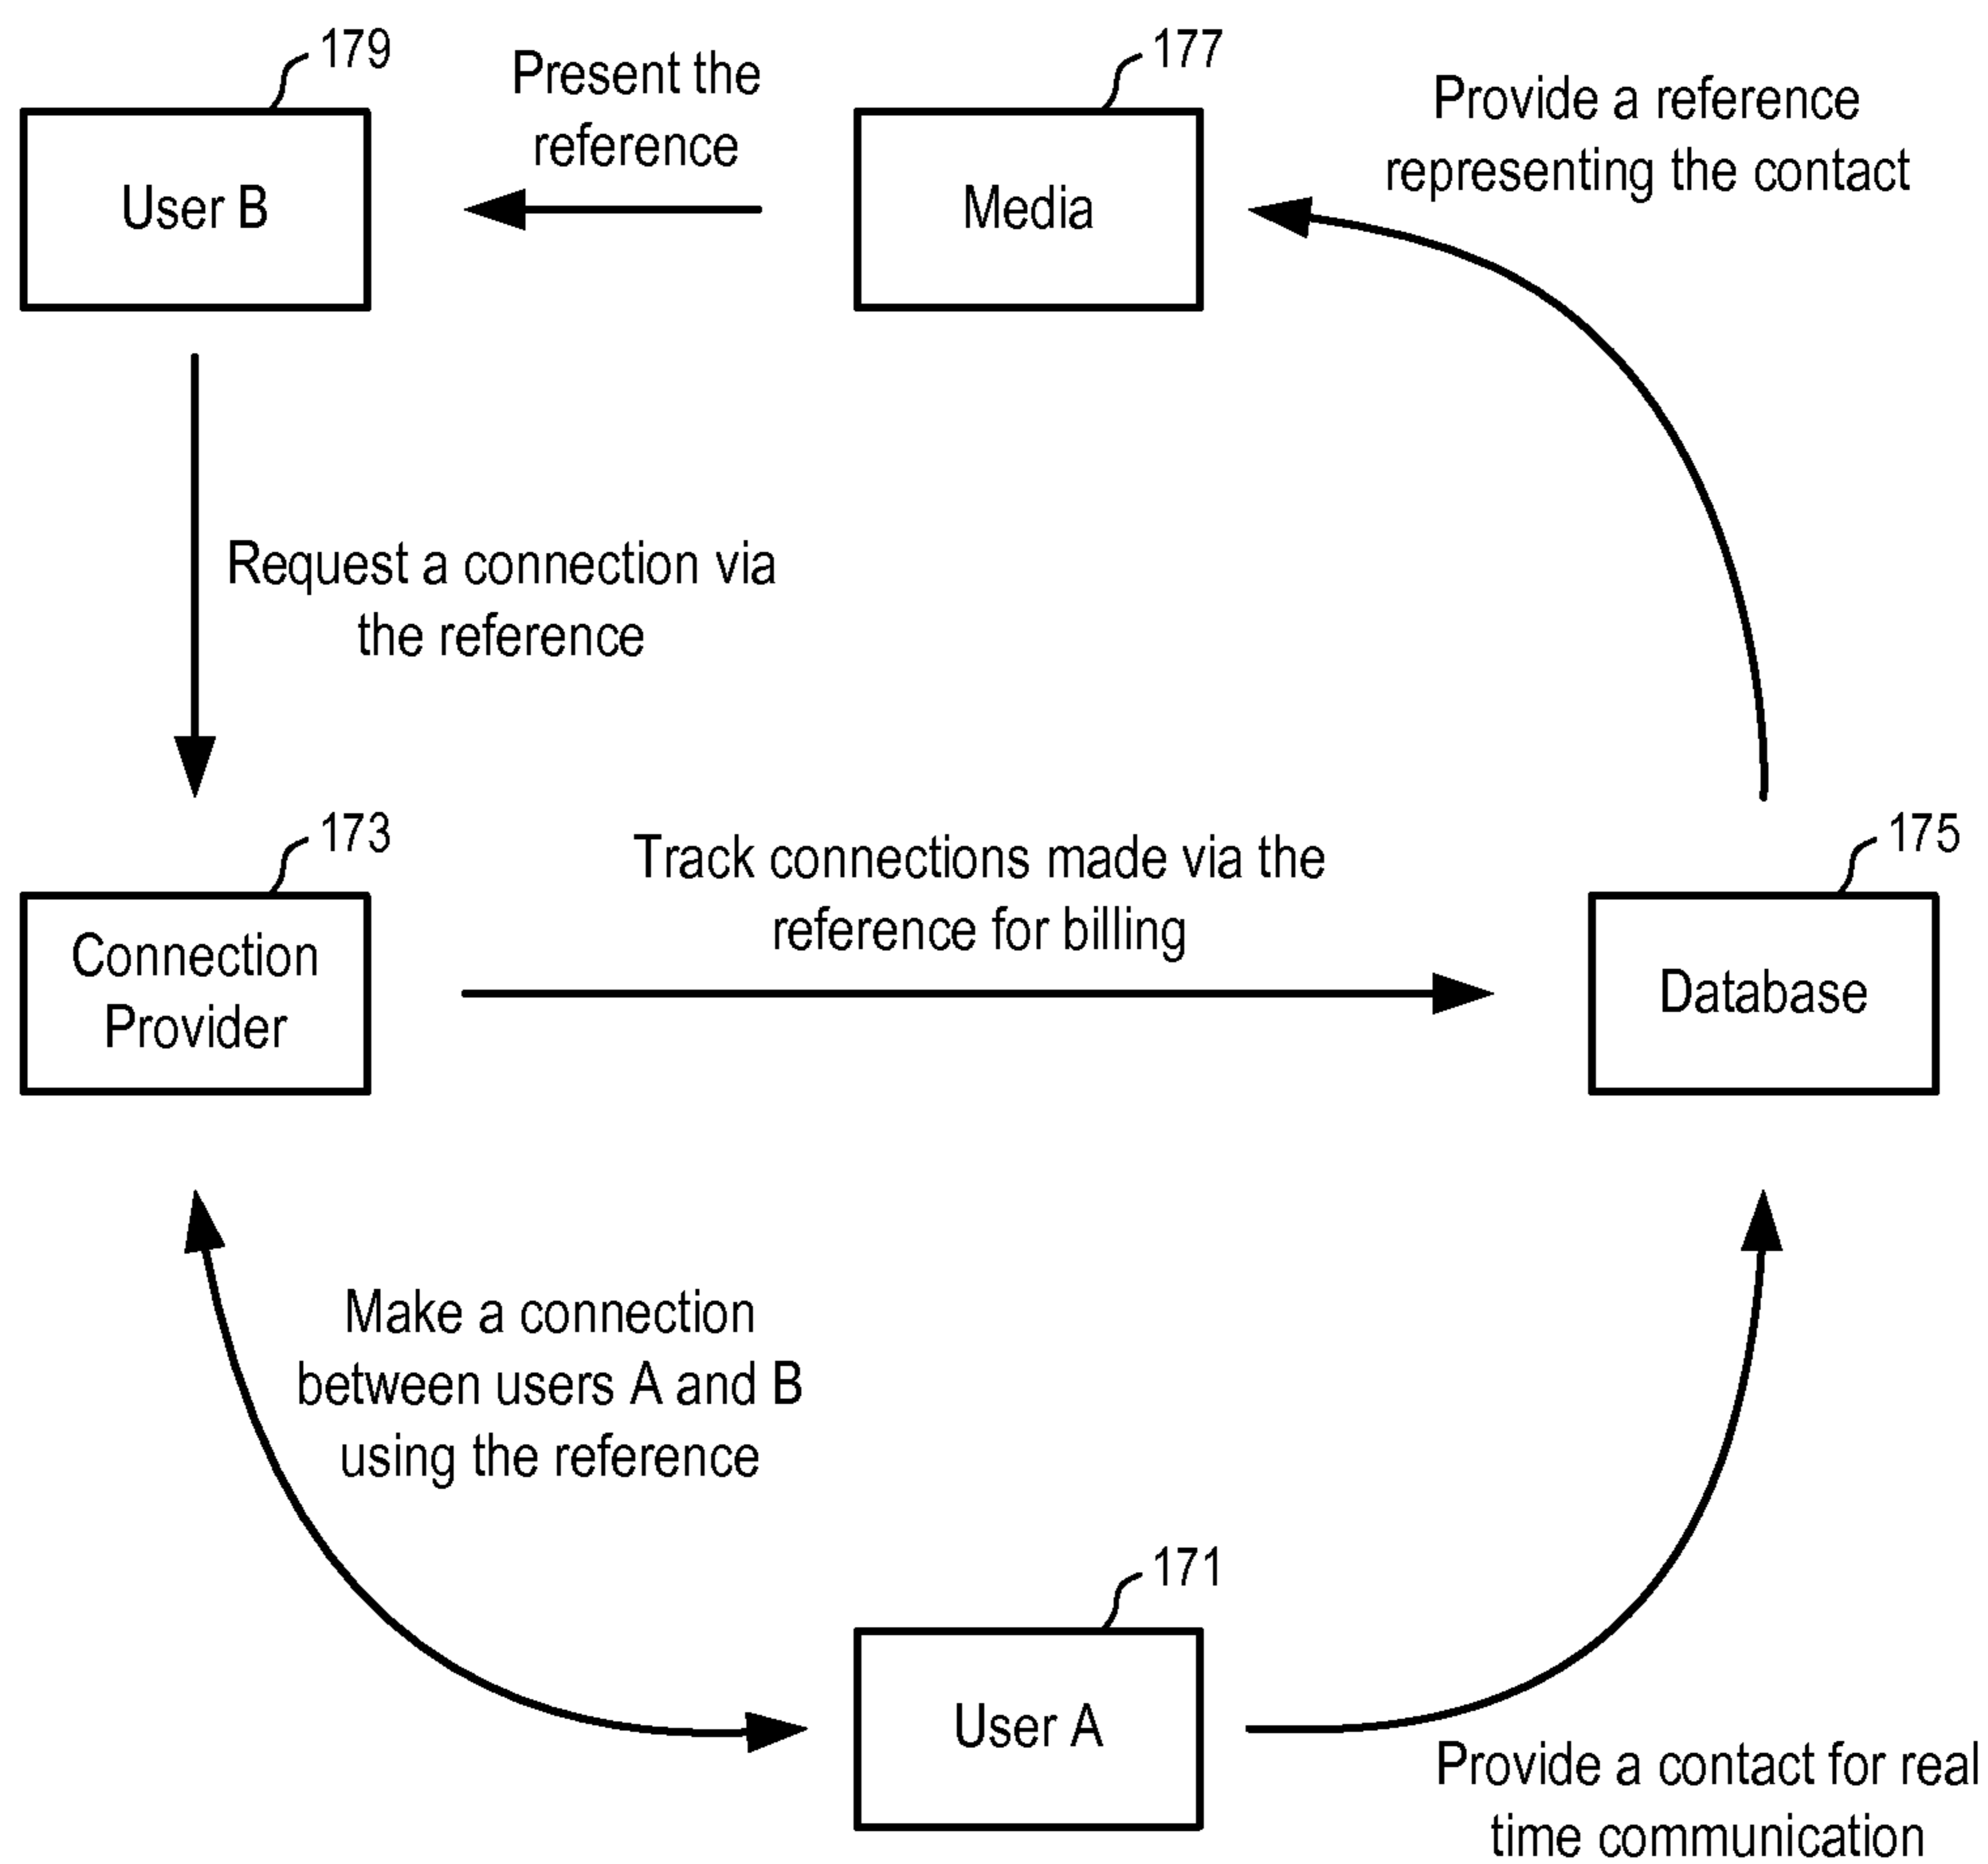 179
Present the
reference
177
Provide a reference
representing the contact
User B
Media
Request a connection via
the reference
173
Track connections made via the
reference for billing
175
Connection
Provider
Database
Make a connection
between users A and B
using the reference
171
User A
Provide a contact for real
time communication